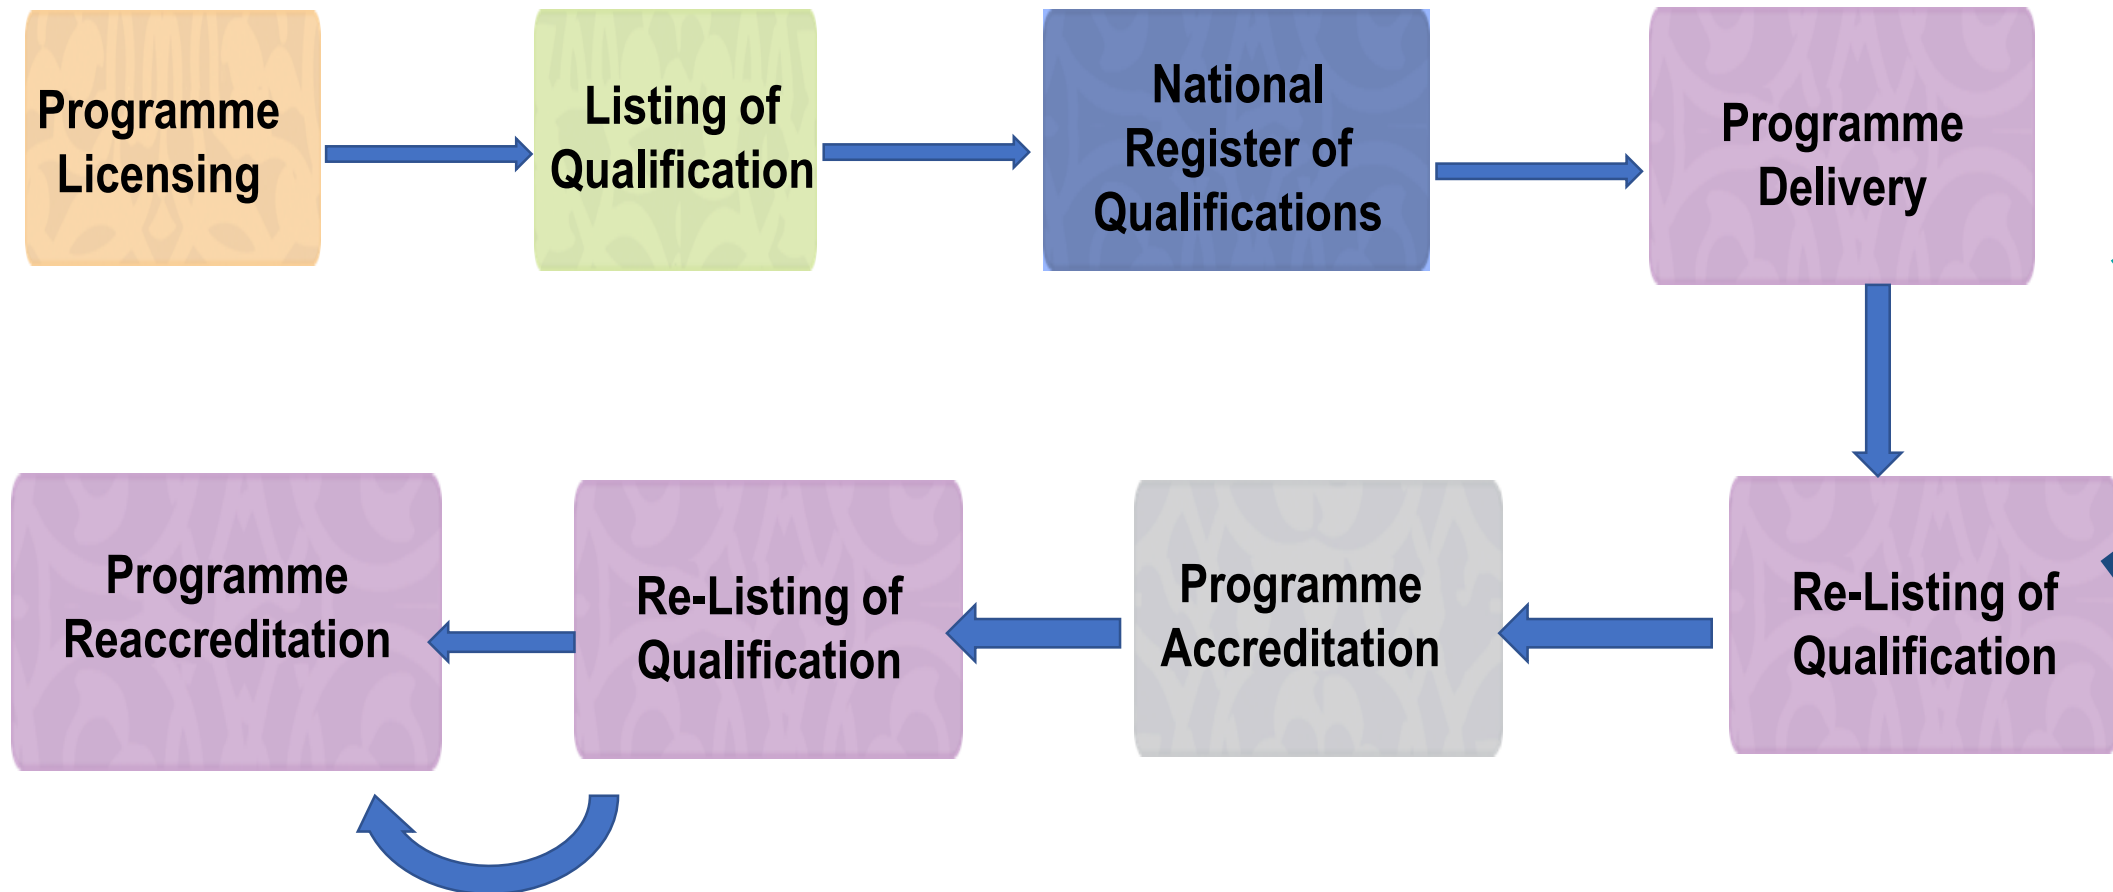 Programme
Licensing
Listing of
Qualification
National
Register of
Qualifications
Programme
Delivery
Programme
Reaccreditation
Re-Listing of
Qualification
Programme
Accreditation
Re-Listing of
Qualification